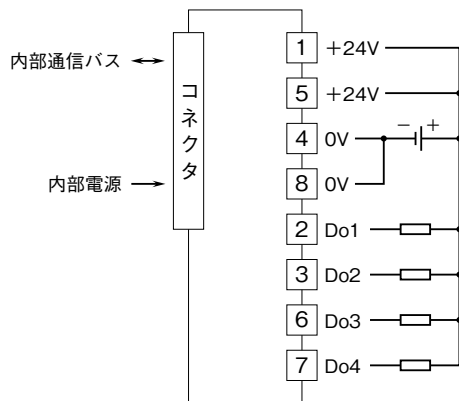 内部通信バス
内部電源
コネクタ
1 +24V
5 +24V
4 0V
− +
8 0V
2 Do1
3 Do2
6 Do3
7 Do4